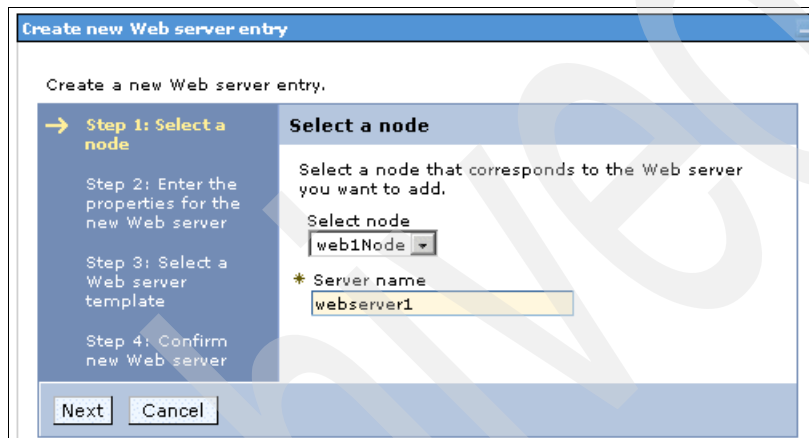 Create new Web server entry
Create a new Web server entry.
Step 1: Select a
node
Step 2: Enter the
properties for the
new Web server
Step 3: Select a
Web server
template
Step 4: Confirm
new Web server
Select a node
Select a node that corresponds to the Web server
you want to add.
Select node
web1Node
* Server name
webserver1
Next
Cancel